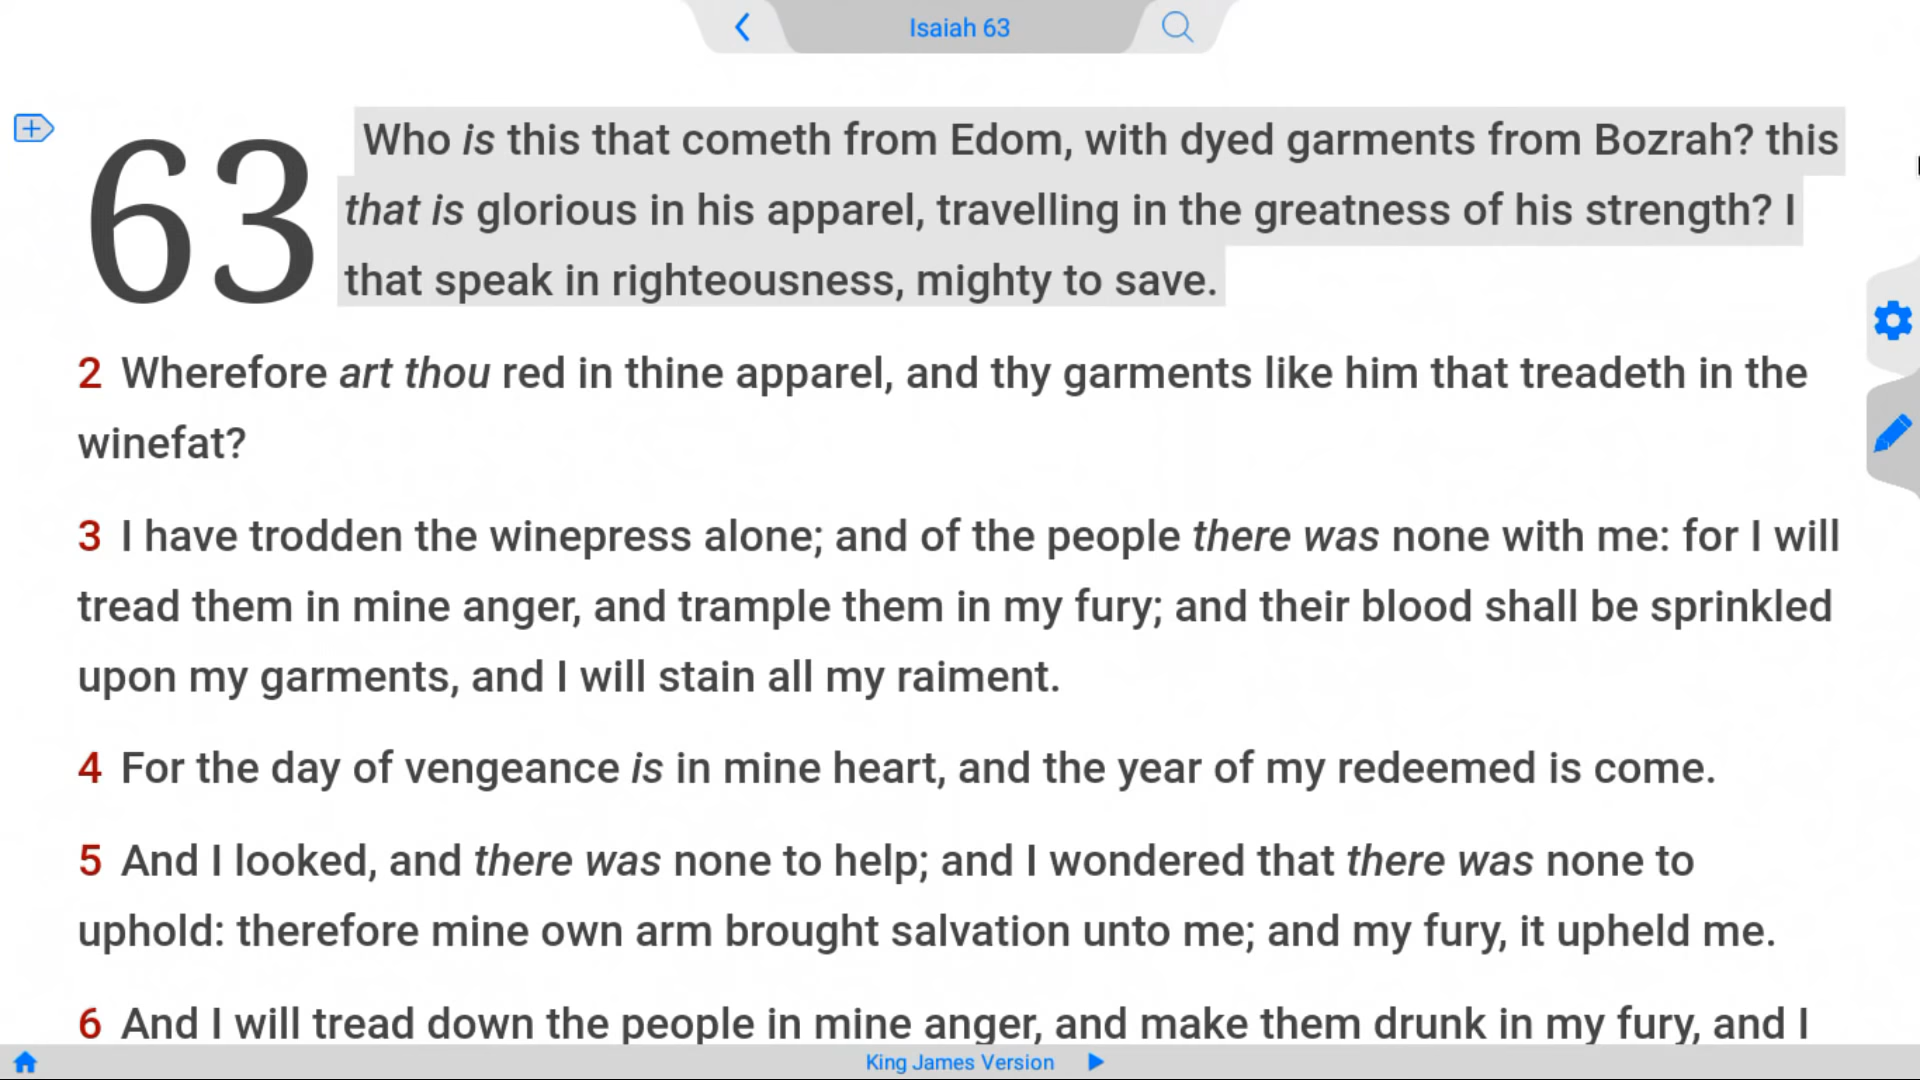 Isaiah 63
63 Who is this that cometh from Edom, with dyed garments from Bozrah? this
that is glorious in his apparel, travelling in the greatness of his strength? I
that speak in righteousness, mighty to save.
2 Wherefore art thou red in thine apparel, and thy garments like him that treadeth in the
winefat?
3 I have trodden the winepress alone; and of the people there was none with me: for I will
tread them in mine anger, and trample them in my fury; and their blood shall be sprinkled
upon my garments, and I will stain all my raiment.
4 For the day of vengeance is in mine heart, and the year of my redeemed is come.
5 And I looked, and there was none to help; and I wondered that there was none to
uphold: therefore mine own arm brought salvation unto me; and my fury, it upheld me.
6 And I will tread down the people in mine anger, and make them drunk in my fury, and I
King James Version